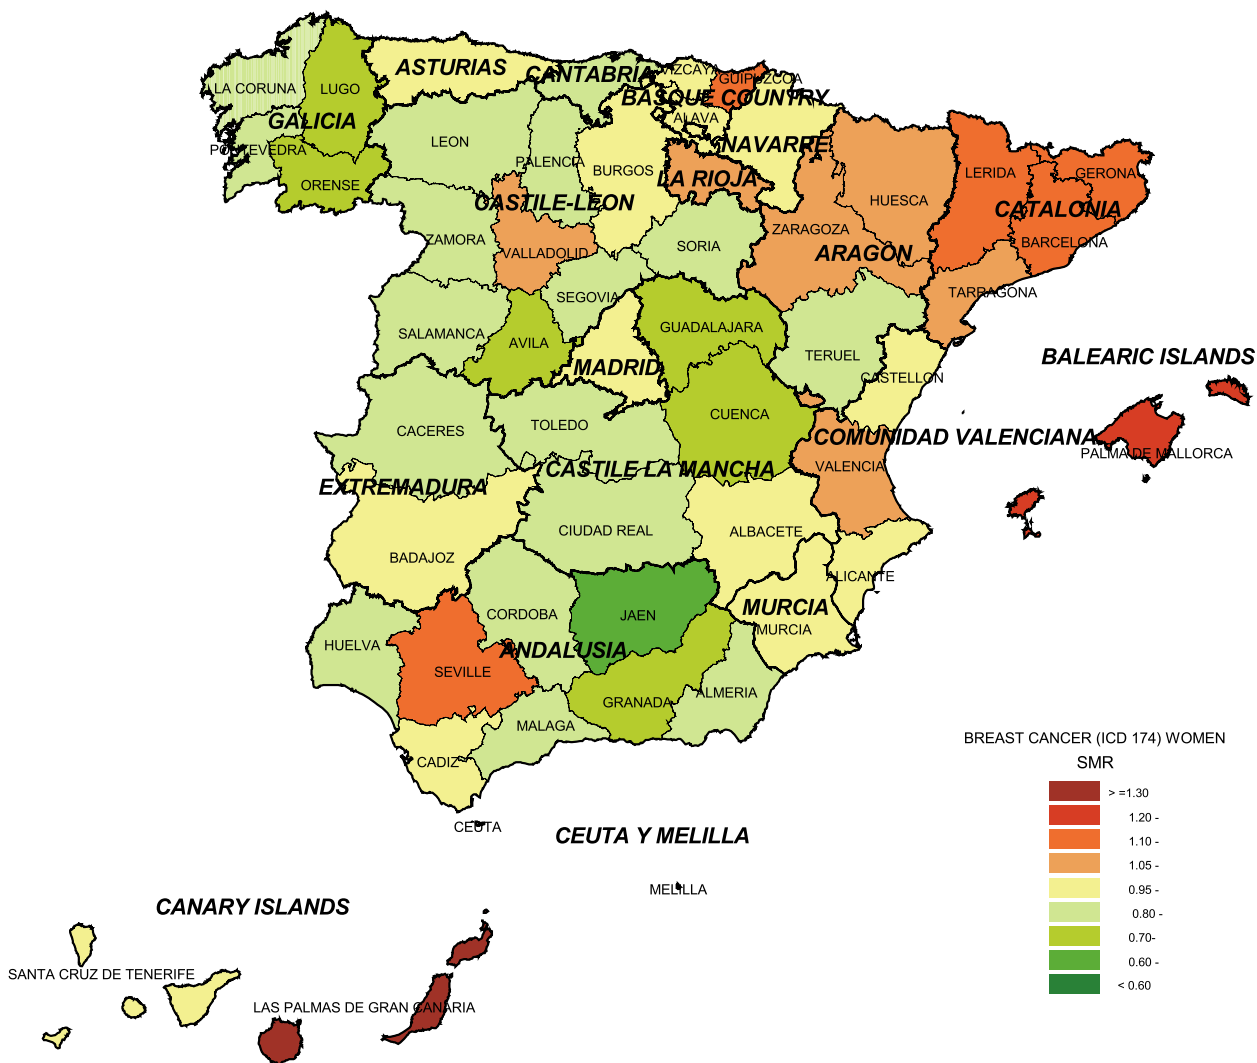 ASTURIAS
CANTABRIA
VIZCAYA
GUIPUZCOA
LA CORUNA
LUGO
BASQUE COUNTRY
GALICIA
ALAVA
LEON
NAVARRE
PONTEVEDRA
PALENCIA
BURGOS
LA RIOJA
LERIDA
GERONA
ORENSE
HUESCA
CASTILE-LEON
CATALONIA
ZAMORA
VALLADOLID
SORIA
ZARAGOZA
ARAGON
BARCELONA
SEGOVIA
TARRAGONA
SALAMANCA
AVILA
GUADALAJARA
TERUEL
BALEARIC ISLANDS
MADRID
CASTELLON
CACERES
TOLEDO
CUENCA
COMUNIDAD VALENCIANA
PALMA DE MALLORCA
CASTILE LA MANCHA
VALENCIA
EXTREMADURA
CIUDAD REAL
ALBACETE
BADAJOZ
ALICANTE
CORDOBA
JAEN
MURCIA
MURCIA
HUELVA
ANDALUSIA
SEVILLE
GRANADA
ALMERIA
MALAGA
CADIZ
CEUTA
CEUTA Y MELILLA
MELILLA
CANARY ISLANDS
SANTA CRUZ DE TENERIFE
LAS PALMAS DE GRAN CANARIA
BREAST CANCER (ICD 174) WOMEN
SMR
> =1.30
1.20 -
1.10 -
1.05 -
0.95 -
0.80 -
0.70-
0.60 -
< 0.60